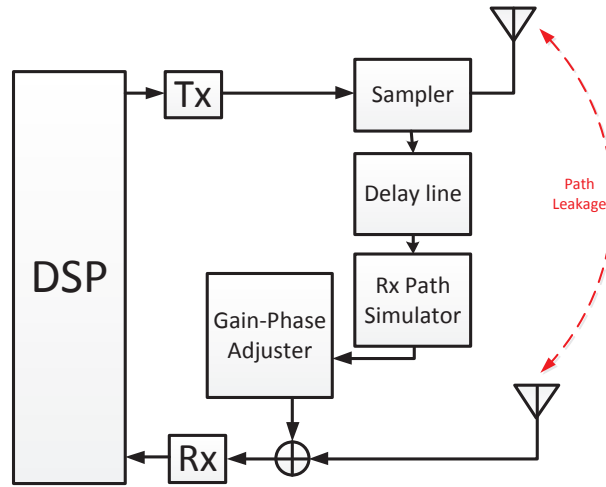 Tx
Sampler
Path
Leakage
Delay line
DSP
Rx Path
Simulator
Gain-Phase
Adjuster
Rx